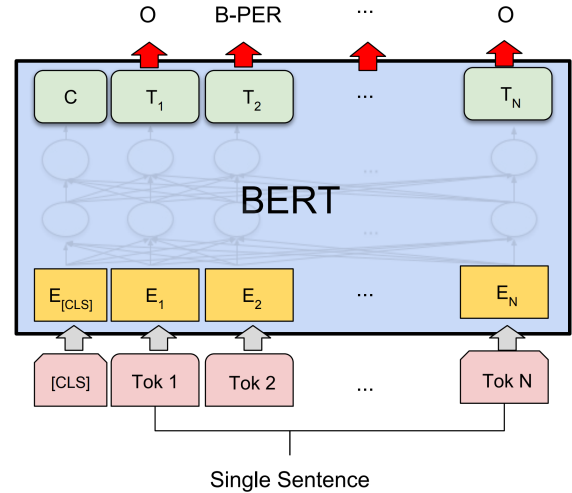 O B-PER ... O
C T1 T2 ... TN
...
BERT
...
E[CLS] E1 E2 ... EN
[CLS] Tok 1 Tok 2 ... Tok N
Single Sentence